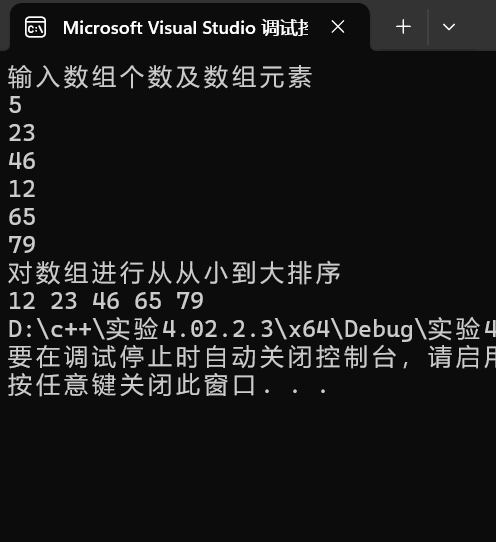 Microsoft Visual Studio 调试
输入数组个数及数组元素
5
23
46
12
65
79
对数组进行从从小到大排序
12 23 46 65 79
D:\c++\实验4.02.2.3\x64\Debug\实验4
要在调试停止时自动关闭控制台，请启用
按任意键关闭此窗口. . .